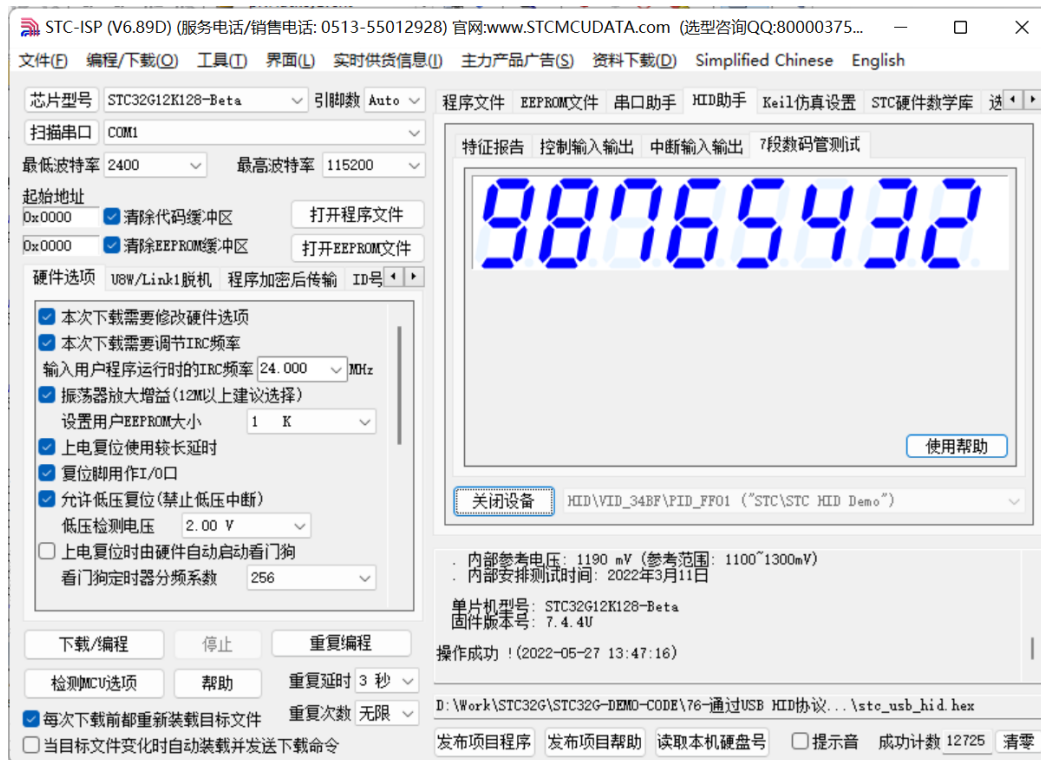 STC-ISP (V6.89D) (服务电话/销售电话: 0513-55012928) 官网:www.STCMCUDATA.com (选型咨询QQ:80000375...
文件(F) 编程/下载(O) 工具(T) 界面(L) 实时供货信息(I) 主力产品广告(S) 资料下载(D) Simplified Chinese English
芯片型号 STC32G12K128-Beta 引脚数 Auto
扫描串口 COM1
最低波特率 2400 最高波特率 115200
起始地址
0x0000 清除代码缓冲区 打开程序文件
0x0000 清除EEPROM缓冲区 打开EEPROM文件
硬件选项 U8W/Link1脱机 程序加密后传输 ID号
本次下载需要修改硬件选项
本次下载需要调节IRC频率
输入用户程序运行时的IRC频率 24.000 MHz
振荡器放大增益(12M以上建议选择)
设置用户EEPROM大小 1 K
上电复位使用较长延时
复位脚用作I/O口
允许低压复位(禁止低压中断)
低压检测电压 2.00 V
上电复位时由硬件自动启动看门狗
看门狗定时器分频系数 256
下载/编程 停止 重复编程
检测MCU选项 帮助 重复延时 3 秒
每次下载前都重新装载目标文件 重复次数 无限
当目标文件变化时自动装载并发送下载命令
程序文件 EEPROM文件 串口助手 HID助手 Keil仿真设置 STC硬件数学库 选
特征报告 控制输入输出 中断输入输出 7段数码管测试
98765432
使用帮助
关闭设备 HID\VID_34BF\PID_FF01 ("STC\STC HID Demo")
. 内部参考电压: 1190 mV (参考范围: 1100~1300mV)
. 内部安排测试时间: 2022年3月11日
单片机型号: STC32G12K128-Beta
固件版本号: 7.4.4U
操作成功 !(2022-05-27 13:47:16)
D:\Work\STC32G\STC32G-DEMO-CODE\76-通过USB HID协议...\stc_usb_hid.hex
发布项目程序 发布项目帮助 读取本机硬盘号 提示音 成功计数 12725 清零